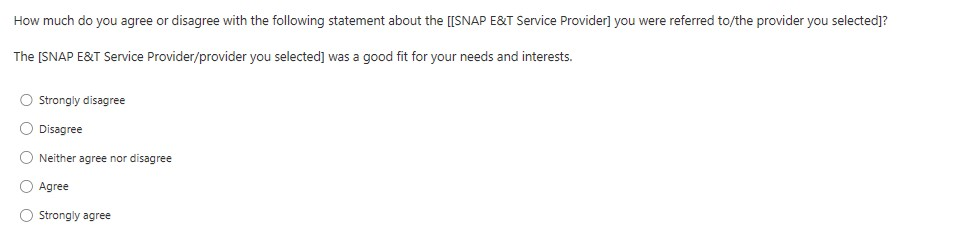 How much do you agree or disagree with the following statement about the [[SNAP E&T Service Provider] you were referred to/the provider you selected]?
The [SNAP E&T Service Provider/provider you selected] was a good fit for your needs and interests.
Strongly disagree
Disagree
Neither agree nor disagree
Agree
Strongly agree